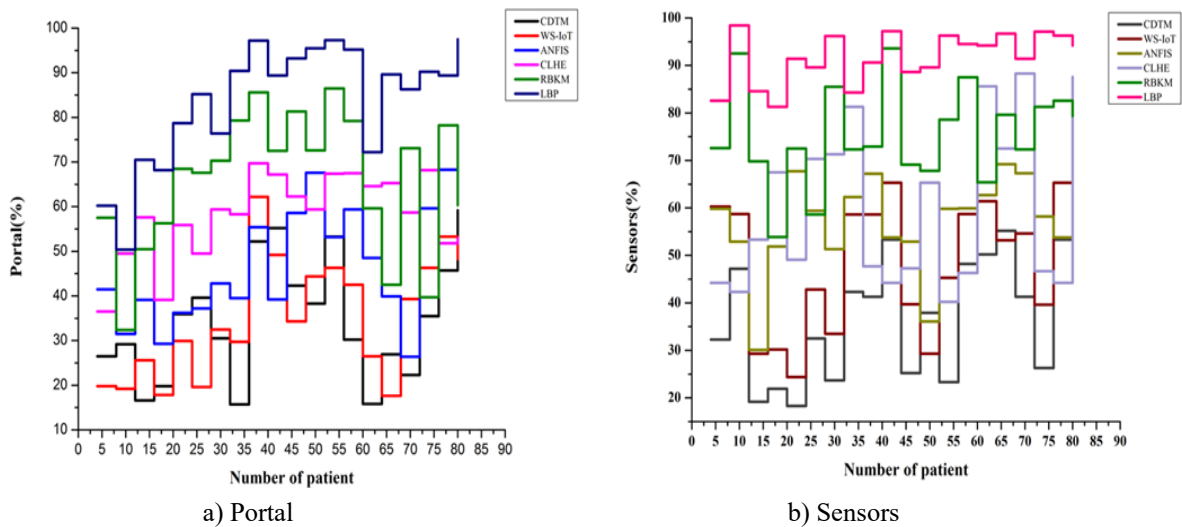 CDTM
WS-IoT
ANFIS
CLHE
RBKM
LBP
100
90
80
70
60
50
40
30
20
10
Portal(%)
0 5 10 15 20 25 30 35 40 45 50 55 60 65 70 75 80 85 90
Number of patient
a) Portal
CDTM
WS-IoT
ANFIS
CLHE
RBKM
LBP
100
90
80
70
60
50
40
30
20
Sensors(%)
0 5 10 15 20 25 30 35 40 45 50 55 60 65 70 75 80 85 90
Number of patient
b) Sensors